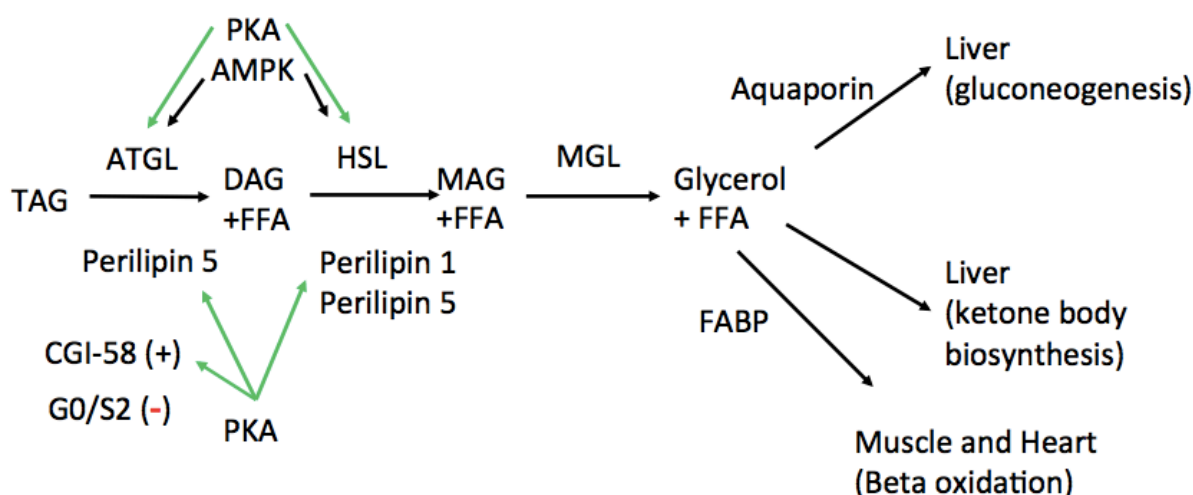 PKA
AMPK
Liver
(gluconeogenesis)
Aquaporin
ATGL
HSL
MGL
TAG
DAG
+FFA
MAG
+FFA
Glycerol
+ FFA
Perilipin 5
Perilipin 1
Perilipin 5
Liver
(ketone body
biosynthesis)
FABP
CGI-58 (+)
G0/S2 (-)
PKA
Muscle and Heart
(Beta oxidation)